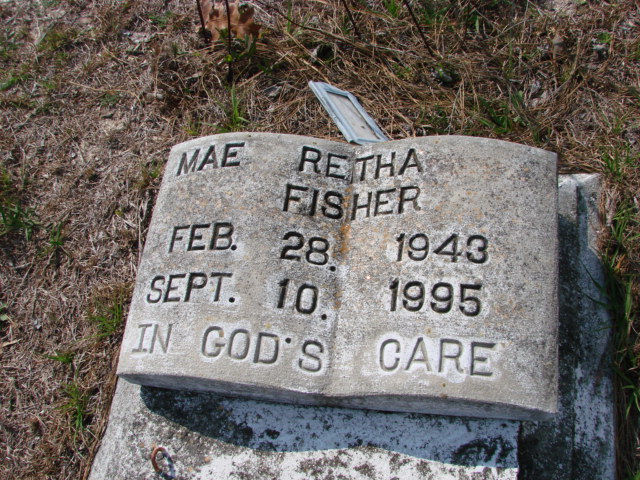 MAE RETHA
FISHER
FEB. 28. 1943
SEPT. 10. 1995
IN GOD'S CARE